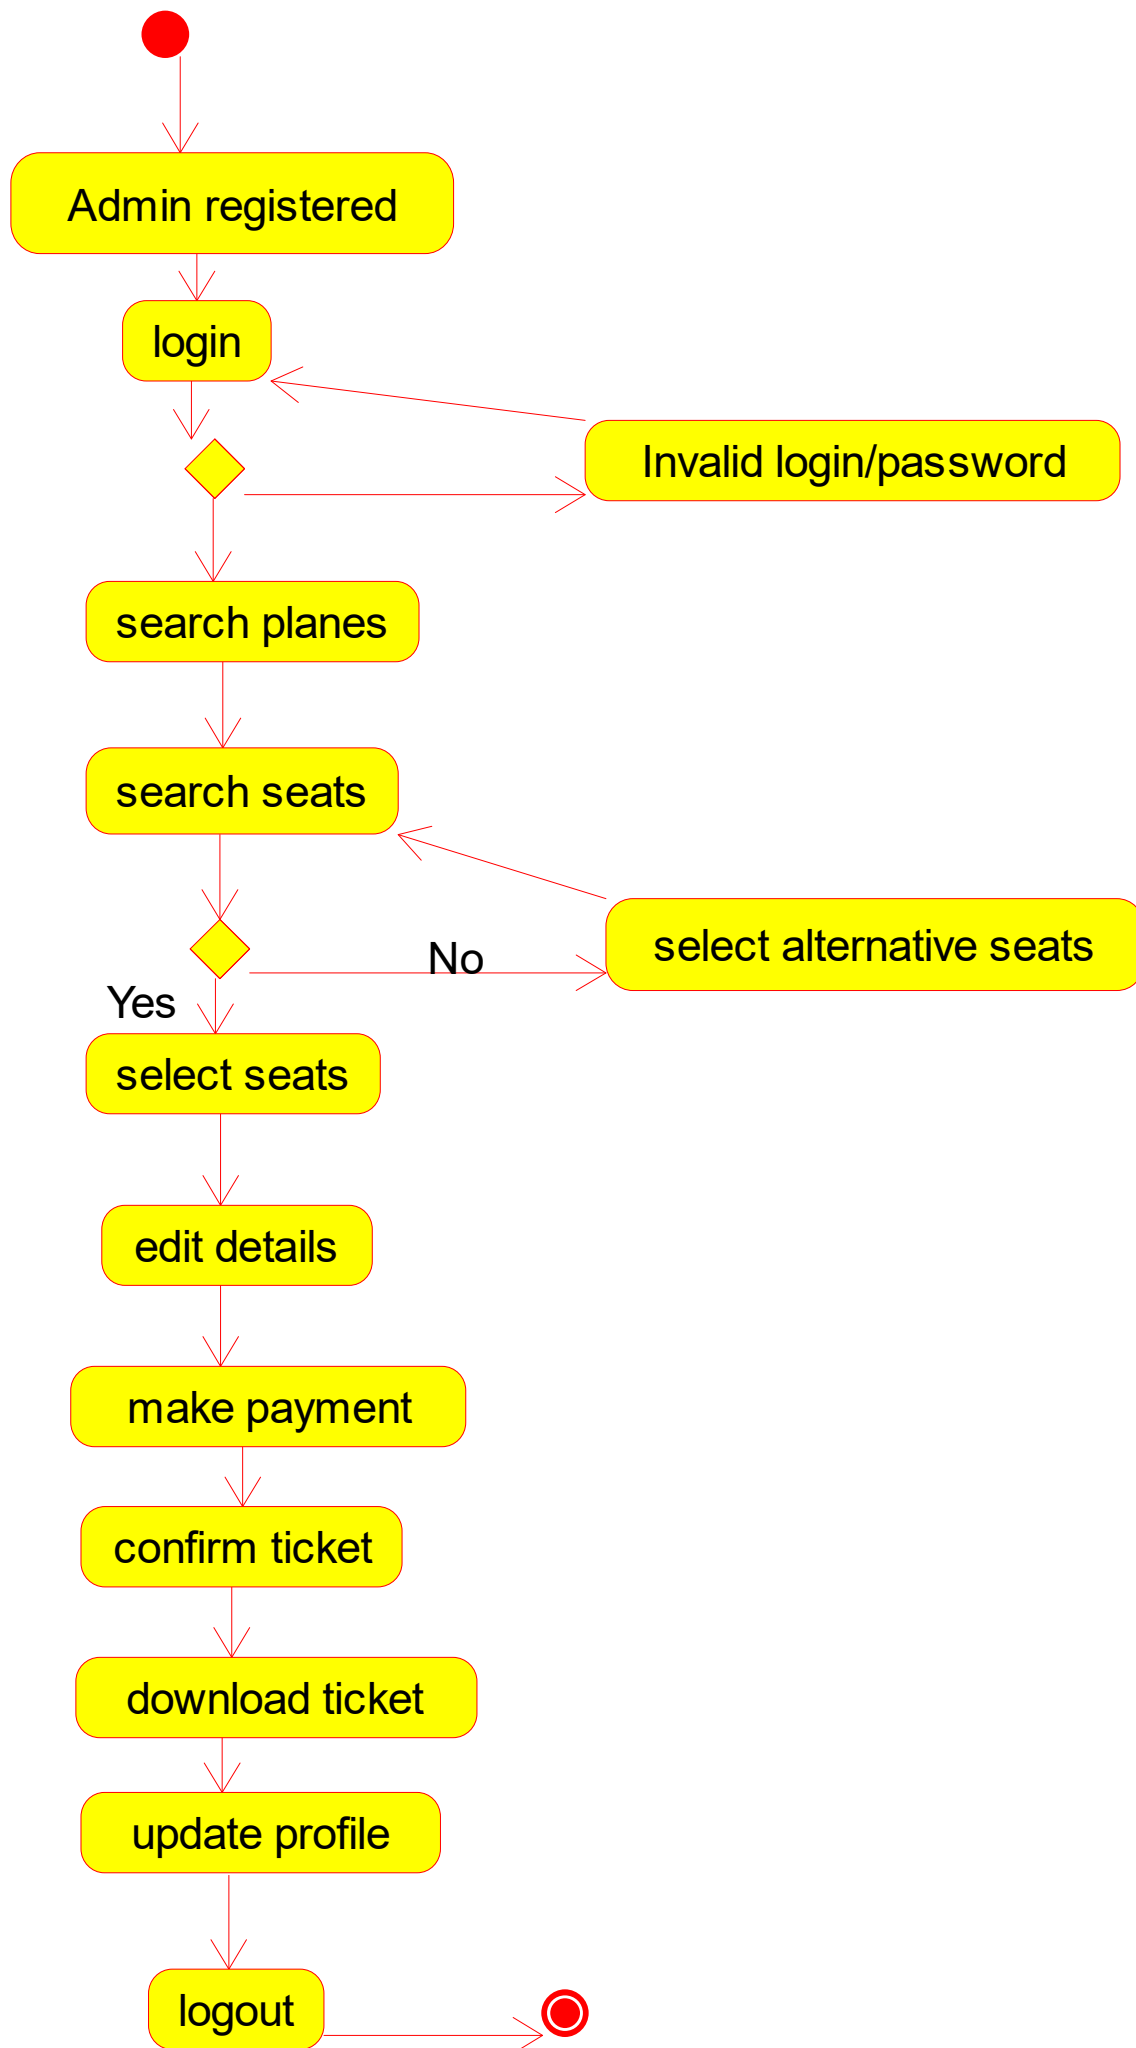 Admin registered
login
Invalid login/password
search planes
search seats
select alternative seats
No
Yes
select seats
edit details
make payment
confirm ticket
download ticket
update profile
logout